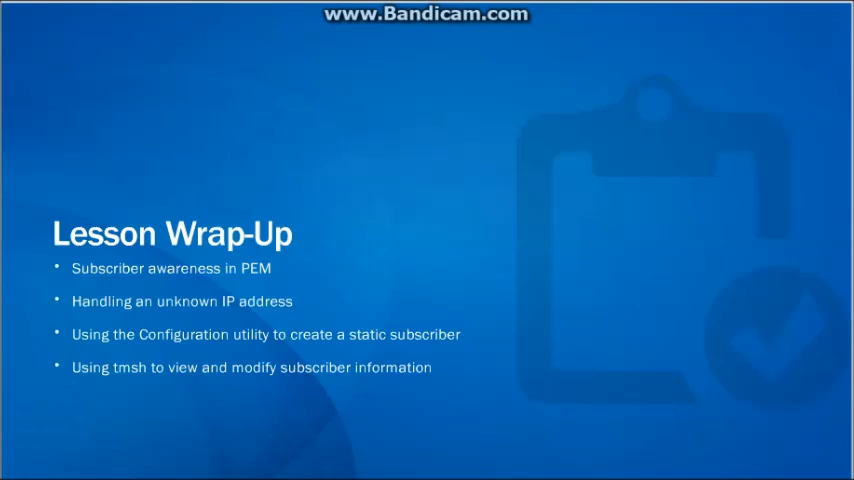 www.Bandicam.com
Lesson Wrap-Up
• Subscriber awareness in PEM
• Handling an unknown IP address
• Using the Configuration utility to create a static subscriber
• Using tmsh to view and modify subscriber information